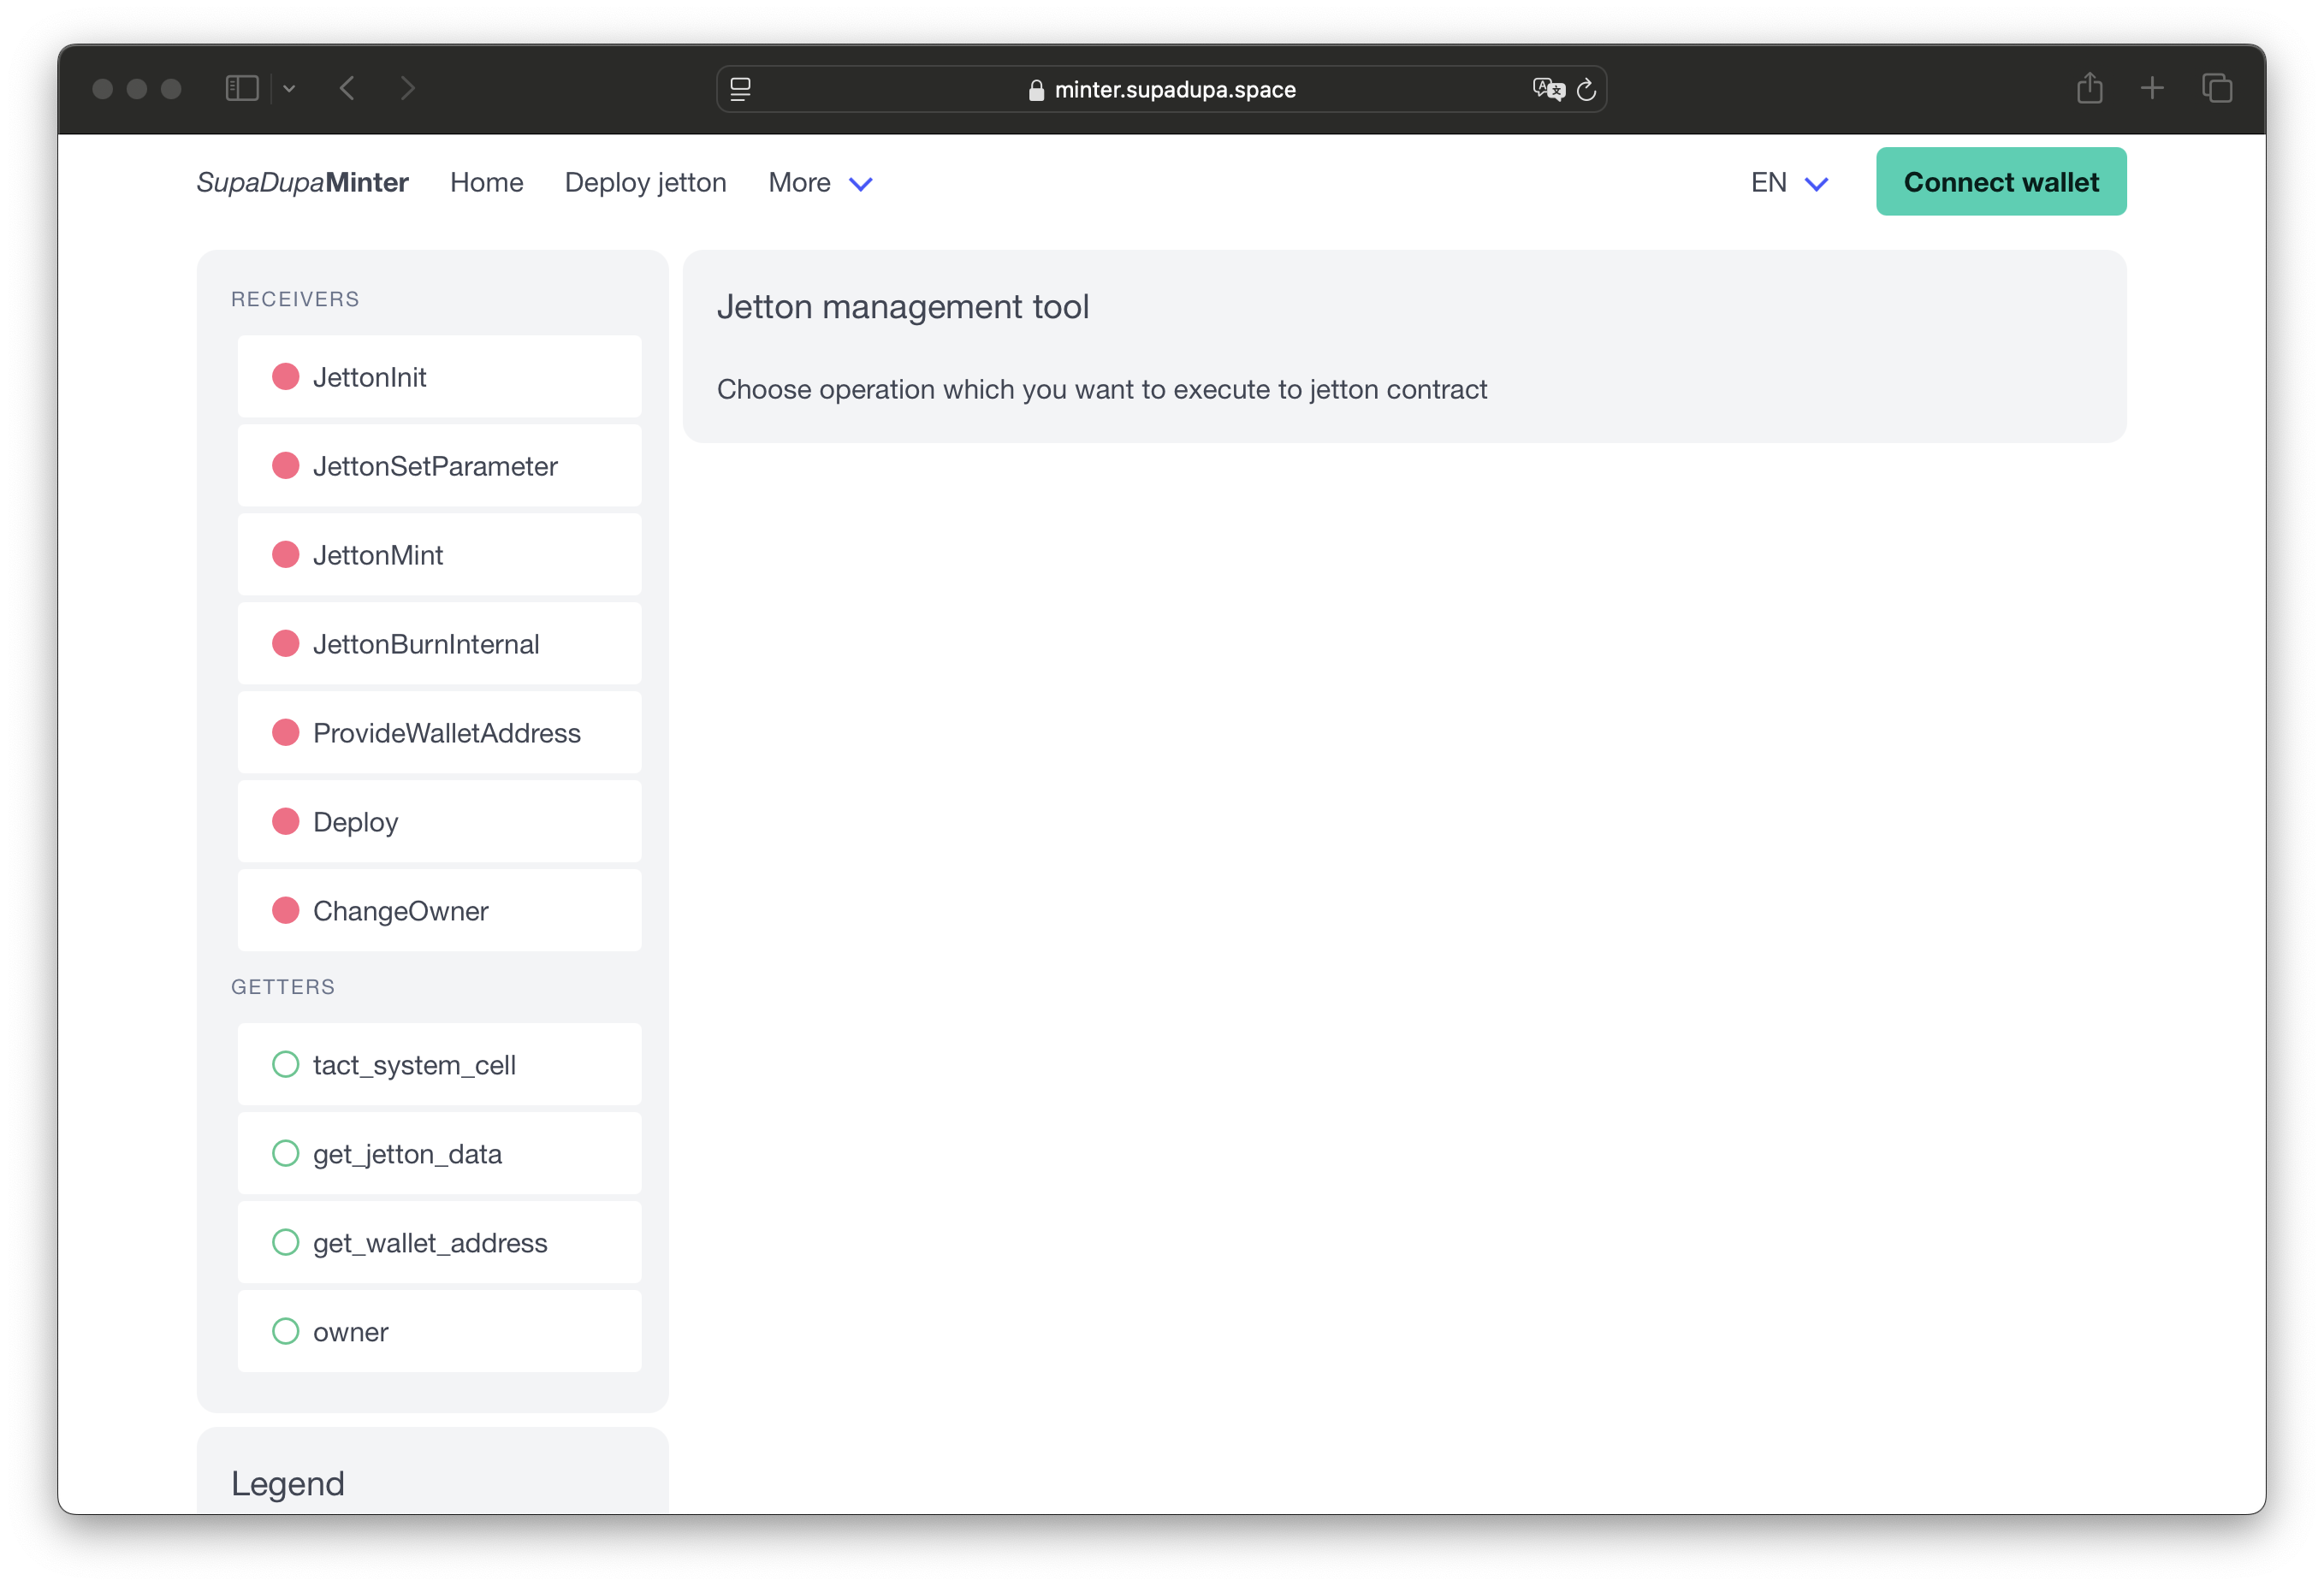 minter.supadupa.space
SupaDupaMinter Home Deploy jetton More EN Connect wallet
RECEIVERS
JettonInit
JettonSetParameter
JettonMint
JettonBurnInternal
ProvideWalletAddress
Deploy
ChangeOwner
GETTERS
tact_system_cell
get_jetton_data
get_wallet_address
owner
Legend
Jetton management tool
Choose operation which you want to execute to jetton contract